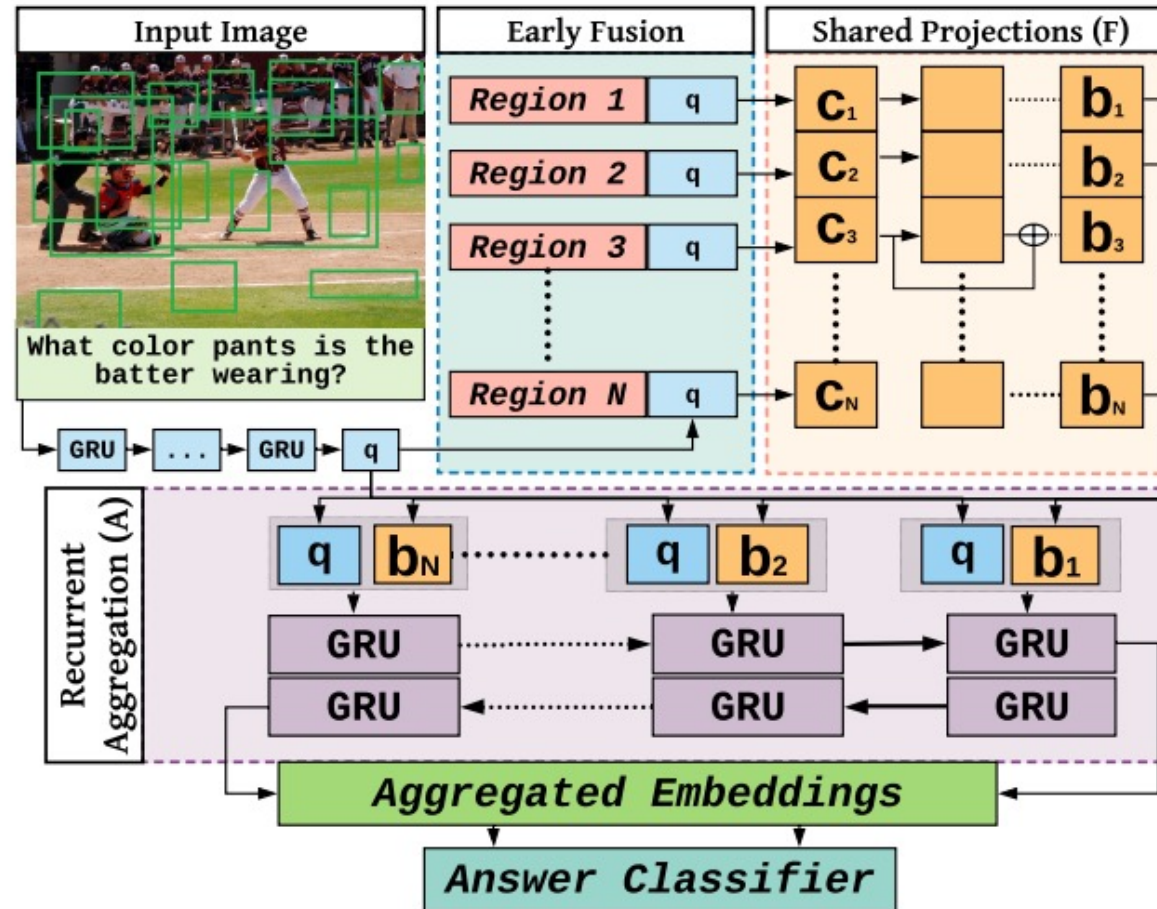 Input Image
Early Fusion
Shared Projections (F)
Region 1 q
Region 2 q
Region 3 q
Region N q
c1 b1
c2 b2
c3 b3
cN bN
What color pants is the
batter wearing?
GRU ... GRU q
Recurrent
Aggregation (A)
q bN q b2 q b1
GRU GRU GRU
GRU GRU GRU
Aggregated Embeddings
Answer Classifier